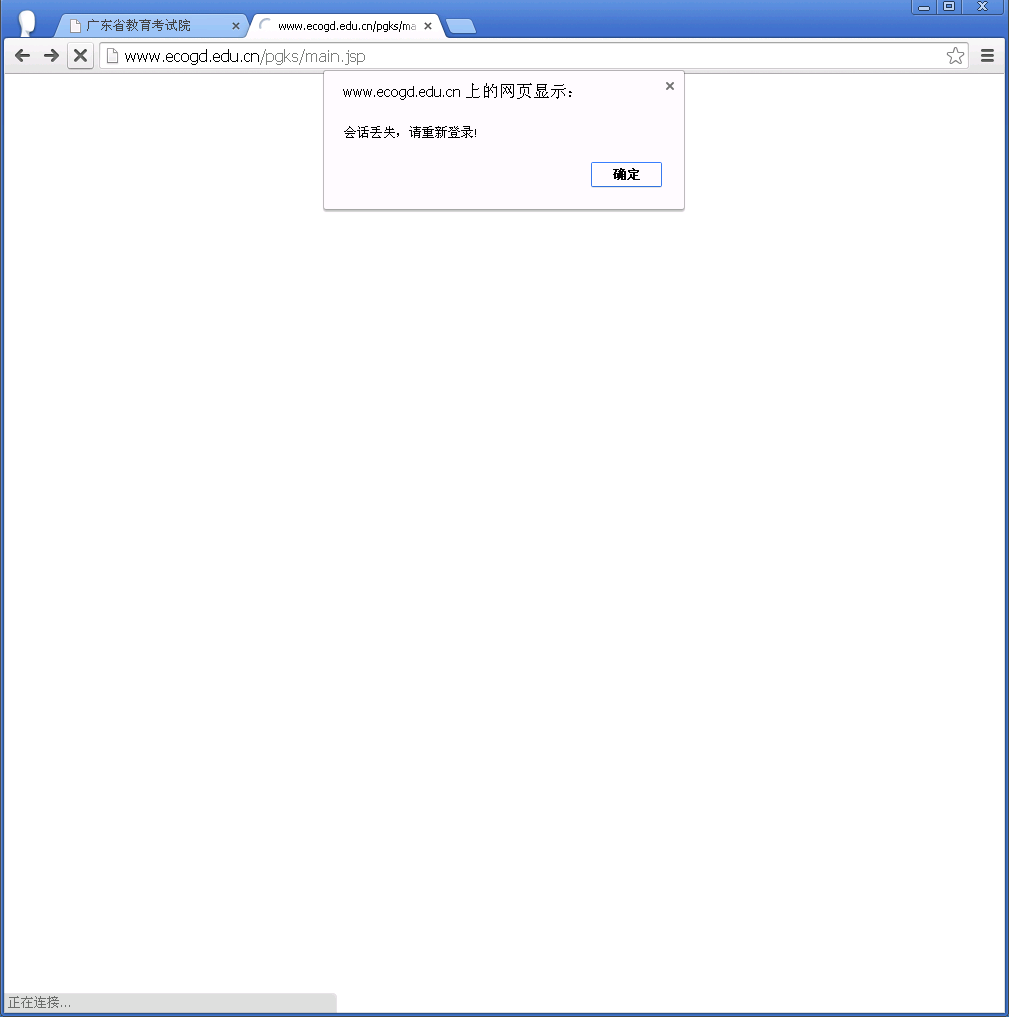 广东省教育考试院
www.ecogd.edu.cn/pgks/ma
www.ecogd.edu.cn/pgks/main.jsp
www.ecogd.edu.cn 上的网页显示：
会话丢失，请重新登录!
确定
正在连接...